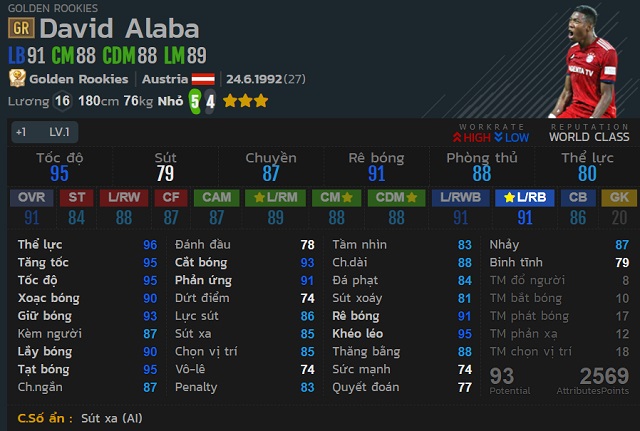 GOLDEN ROOKIES
GR David Alaba
LB91 CM88 CDM88 LM89
Golden Rookies Austria 24.6.1992(27)
Lương 16 180cm 76kg Nhỏ 5 4
+1 LV.1
WORKRATE REPUTATION
HIGH LOW WORLD CLASS
Tốc độ Sút Chuyền Rê bóng Phòng thủ Thể lực
95 79 87 91 88 80
OVR ST L/RW CF CAM L/RM CM CDM L/RWB L/RB CB GK
91 84 88 87 87 89 88 88 91 91 86 20
Thể lực 96 Đánh đầu 78 Tầm nhìn 83 Nhảy 87
Tăng tốc 95 Cắt bóng 93 Ch.dài 88 Bình tĩnh 79
Tốc độ 95 Phản ứng 91 Đá phạt 84 TM đổ người 8
Xoạc bóng 90 Dứt điểm 74 Sút xoáy 81 TM bắt bóng 10
Giữ bóng 93 Lực sút 86 Rê bóng 91 TM phát bóng 17
Kèm người 87 Sút xa 85 Khéo léo 95 TM phản xạ 12
Lấy bóng 90 Chọn vị trí 85 Thăng bằng 88 TM chọn vị trí 18
Tạt bóng 95 Vô-lê 74 Sức mạnh 74 93 2569
Ch.ngắn 87 Penalty 83 Quyết đoán 77 Potential AttributesPoints
C.Số ẩn : Sút xa (AI)